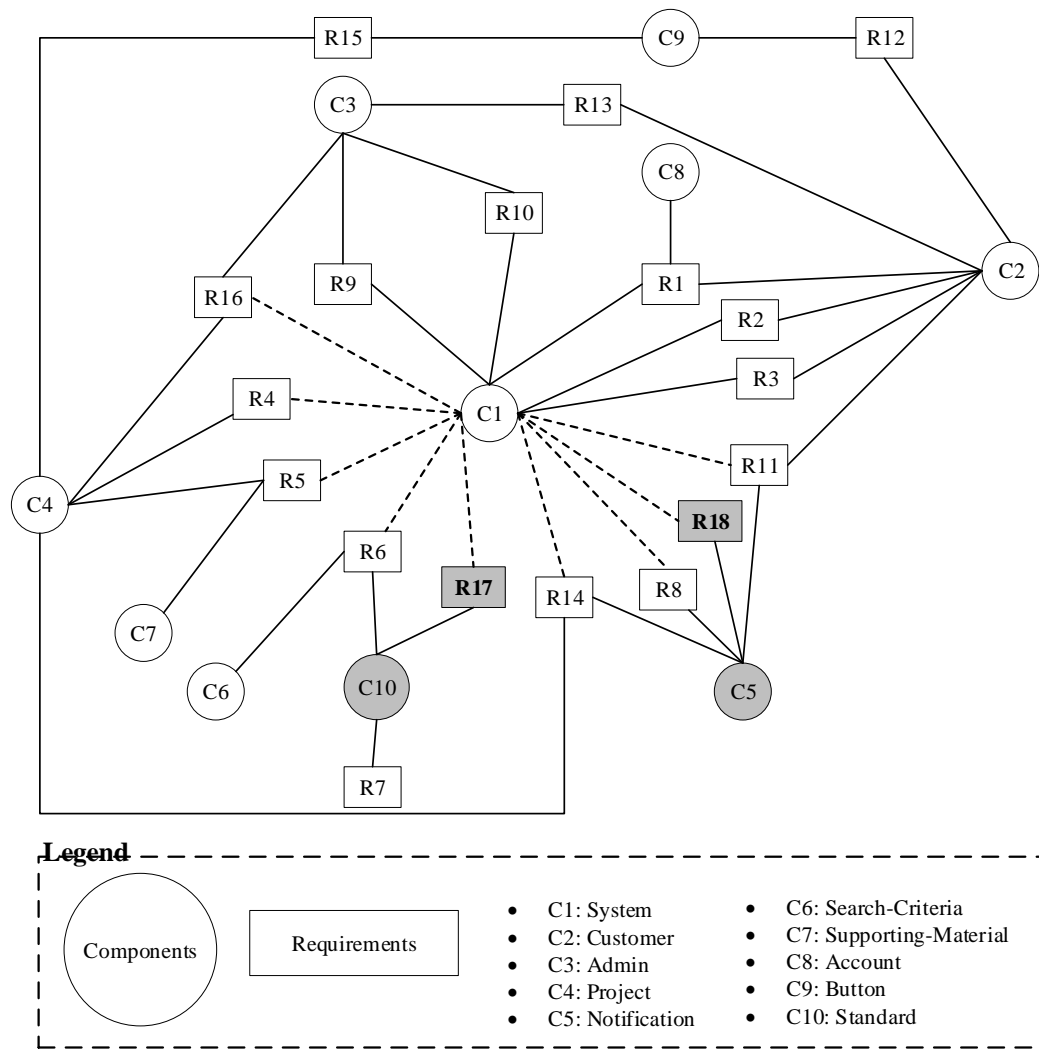 R15
C9
R12
C3
R13
C8
R10
C2
R9
R1
R16
R2
R3
R4
C1
R11
R5
C4
R18
R6
R17
R8
R14
C7
C10
C6
C5
R7
Legend
Components
Requirements
• C1: System
• C2: Customer
• C3: Admin
• C4: Project
• C5: Notification
• C6: Search-Criteria
• C7: Supporting-Material
• C8: Account
• C9: Button
• C10: Standard